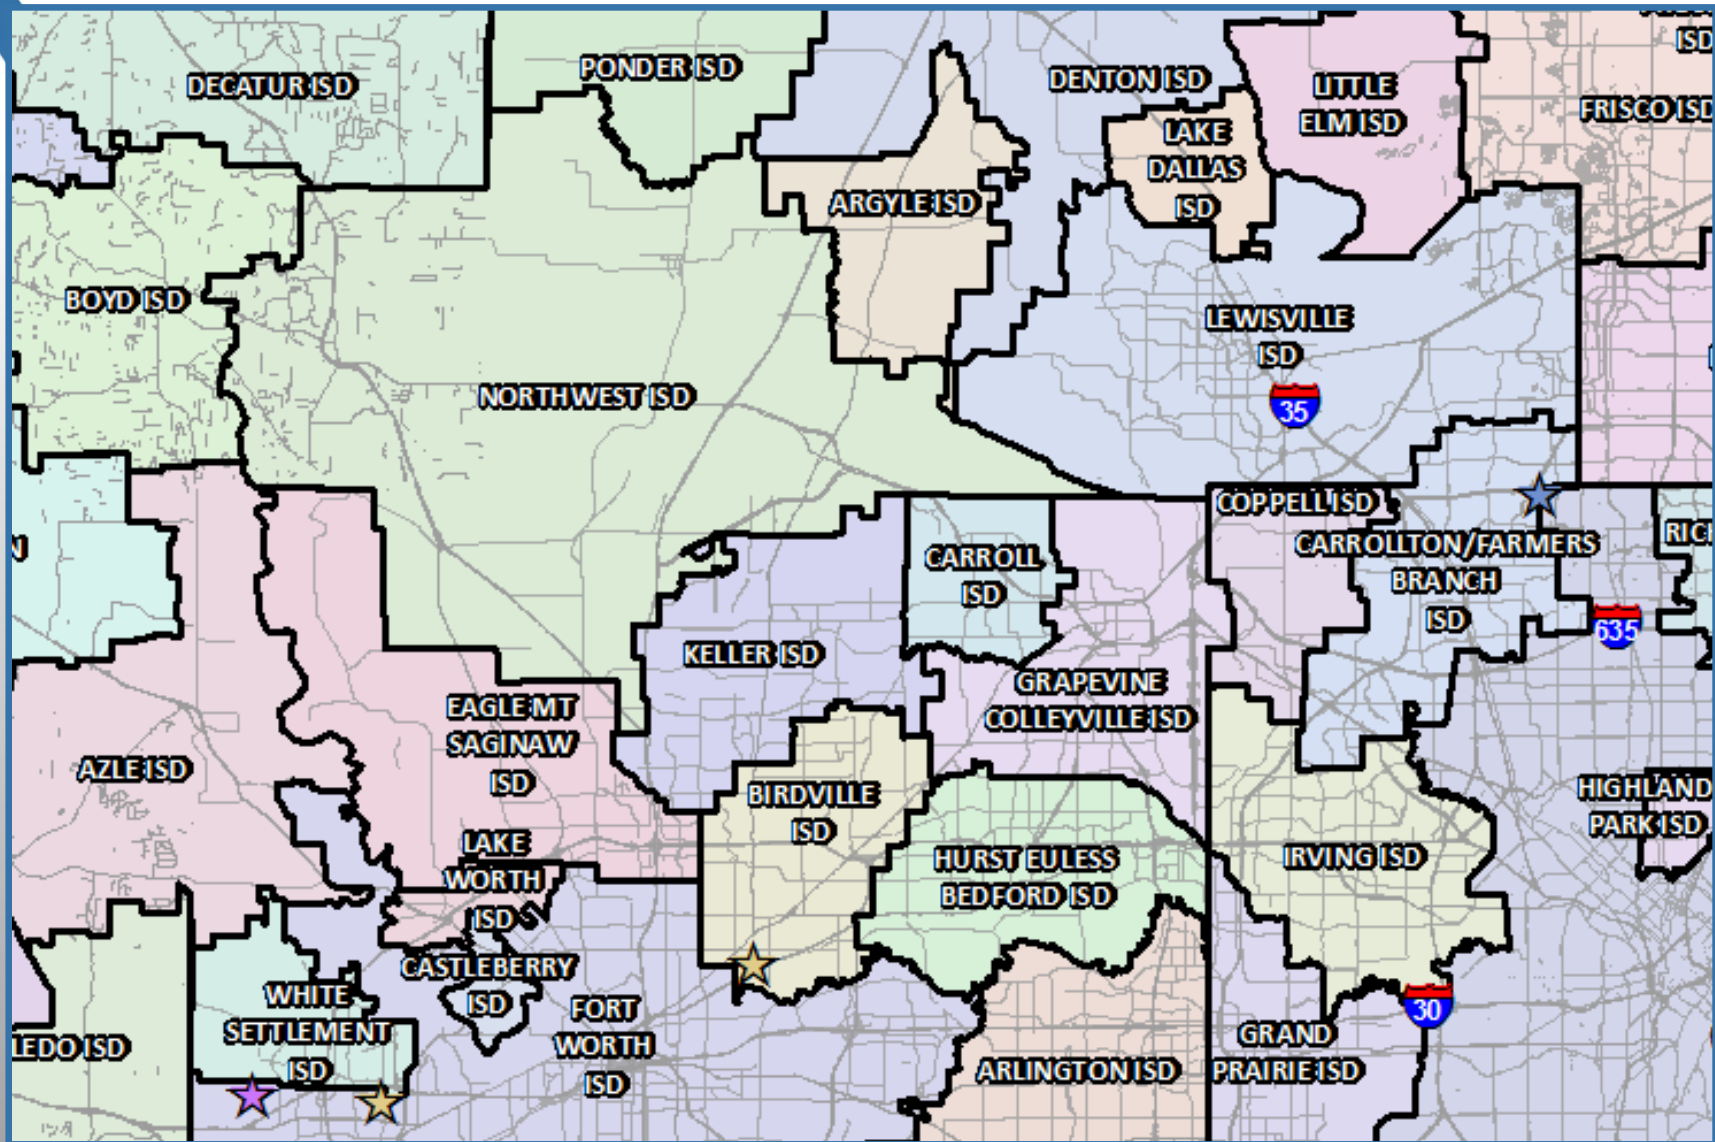 ISD
DECATUR ISD
PONDER ISD
DENTON ISD
LITTLE
ELM ISD
FRISCO ISD
LAKE
DALLAS
ISD
ARGYLE ISD
BOYD ISD
LEWISVILLE
ISD
35
NORTHWEST ISD
COPPELL ISD
CARROLLTON/FARMERS
BRANCH
ISD
RIC
N
CARROLL
ISD
635
KELLER ISD
GRAPEVINE
COLLEYVILLE ISD
EAGLE MT
SAGINAW
ISD
AZLE ISD
BIRDVILLE
ISD
HIGHLAND
PARK ISD
LAKE
WORTH
ISD
HURST EULESS
BEDFORD ISD
IRVING ISD
CASTLEBERRY
ISD
WHITE
SETTLEMENT
ISD
FORT
WORTH
ISD
30
GRAND
PRAIRIE ISD
LEDO ISD
ARLINGTON ISD